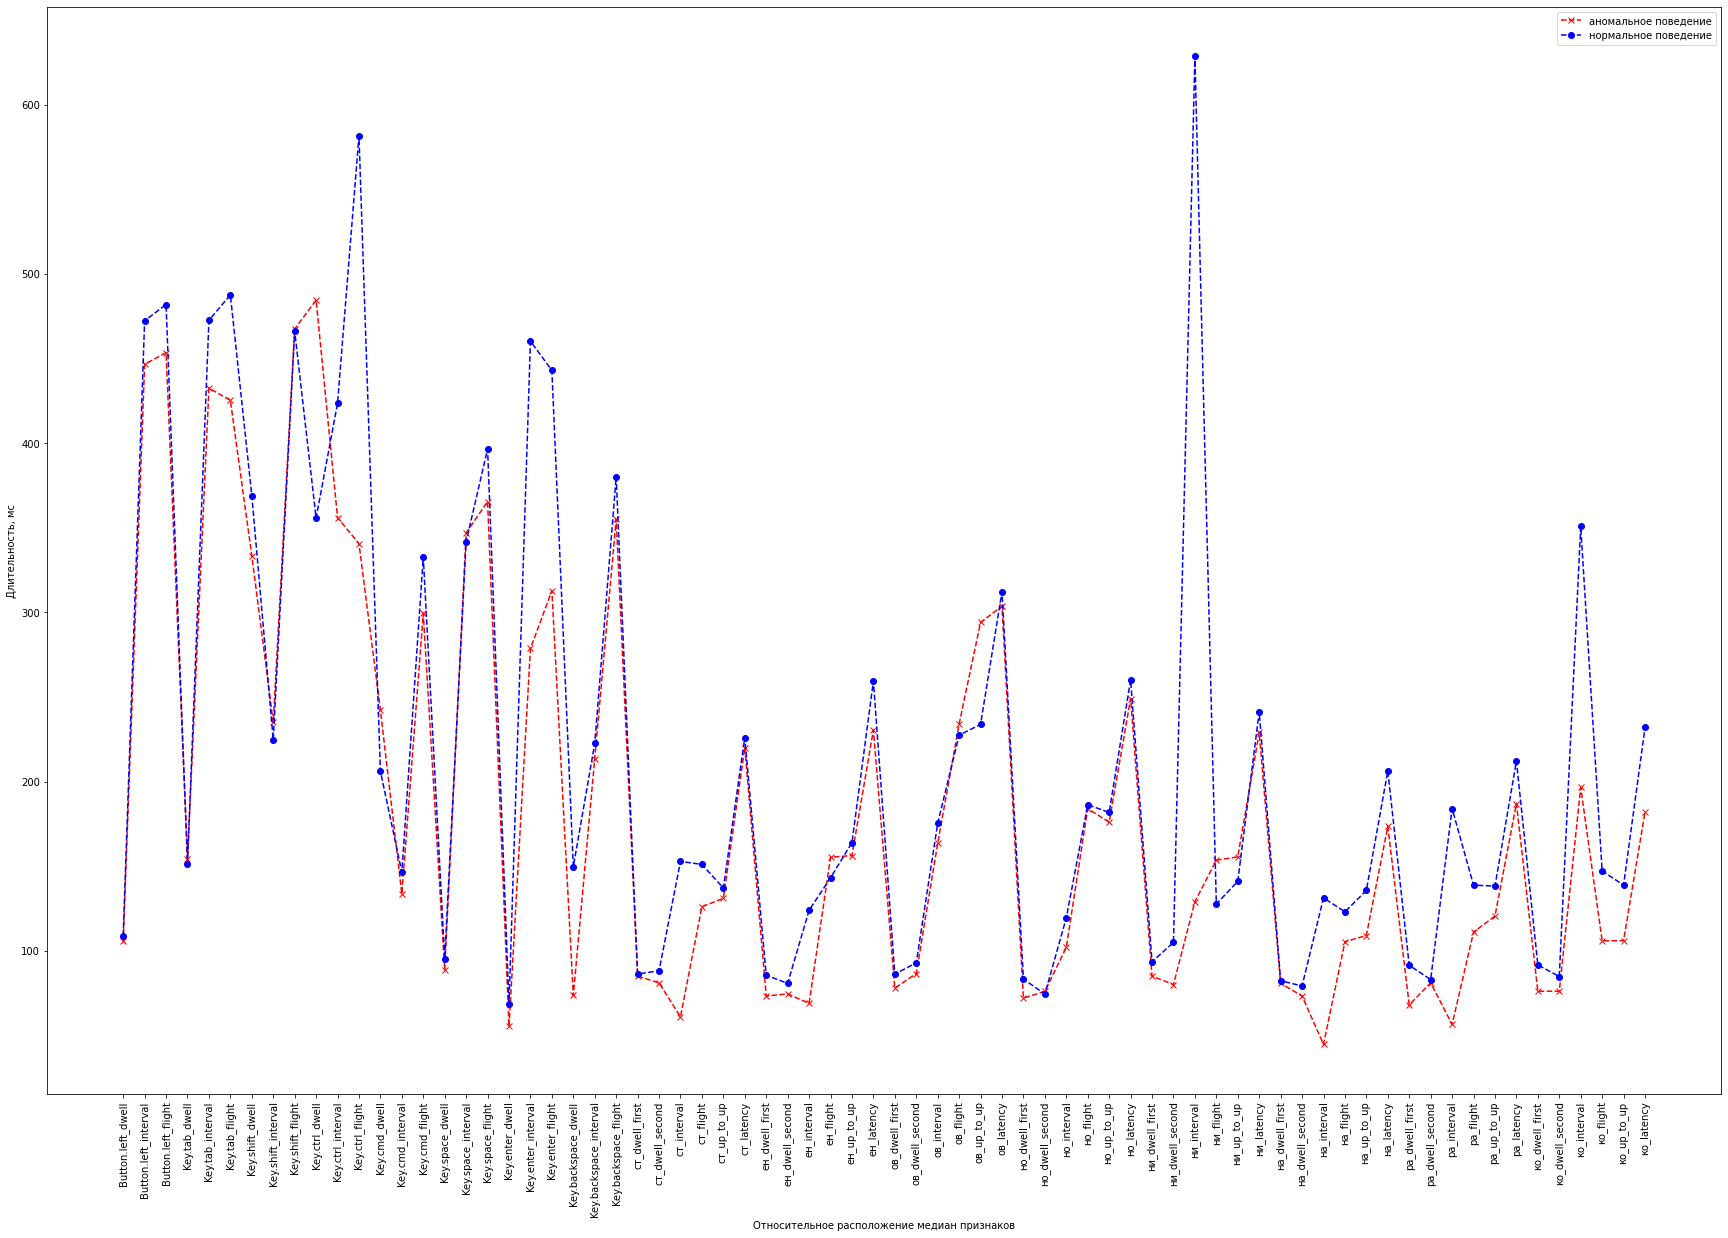 аномальное поведение
нормальное поведение
600
500
400
300
200
100
Длительность, мс
Button.left_dwell
Button.left_interval
Button.left_flight
Key.tab_dwell
Key.tab_interval
Key.tab_flight
Key.shift_dwell
Key.shift_interval
Key.shift_flight
Key.ctrl_dwell
Key.ctrl_interval
Key.ctrl_flight
Key.cmd_dwell
Key.cmd_interval
Key.cmd_flight
Key.space_dwell
Key.space_interval
Key.space_flight
Key.enter_dwell
Key.enter_interval
Key.enter_flight
Key.backspace_dwell
Key.backspace_interval
Key.backspace_flight
ст_dwell_first
ст_dwell_second
ст_interval
ст_flight
ст_up_to_up
ст_latency
ен_dwell_first
ен_dwell_second
ен_interval
ен_flight
ен_up_to_up
ен_latency
ов_dwell_first
ов_dwell_second
ов_interval
ов_flight
ов_up_to_up
ов_latency
но_dwell_first
но_dwell_second
но_interval
но_flight
но_up_to_up
но_latency
ни_dwell_first
ни_dwell_second
ни_interval
ни_flight
ни_up_to_up
ни_latency
на_dwell_first
на_dwell_second
на_interval
на_flight
на_up_to_up
на_latency
ра_dwell_first
ра_dwell_second
ра_interval
ра_flight
ра_up_to_up
ра_latency
ко_dwell_first
ко_dwell_second
ко_interval
ко_flight
ко_up_to_up
ко_latency
Относительное расположение медиан признаков